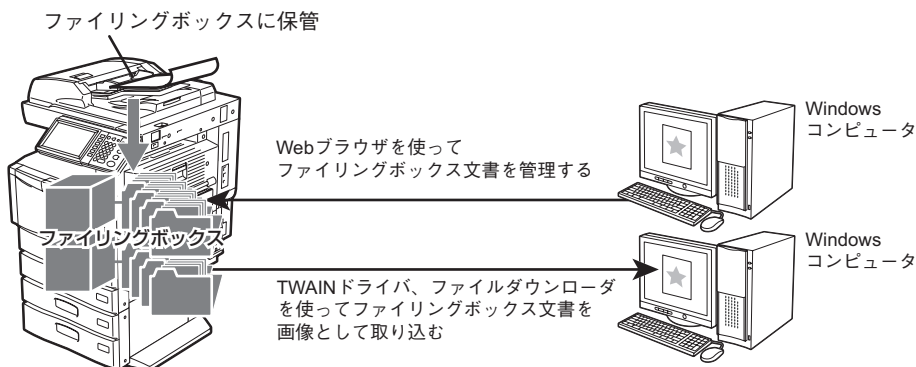 ファイリングボックスに保管
Webブラウザを使って
ファイリングボックス文書を管理する
Windows
コンピュータ
ファイリングボックス
Windows
コンピュータ
TWAINドライバ、ファイルダウンローダ
を使ってファイリングボックス文書を
画像として取り込む